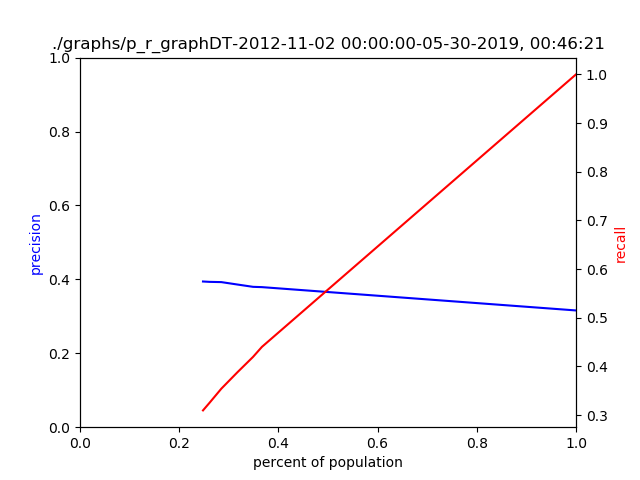 ./graphs/p_r_graphDT-2012-11-02 00:00:00-05-30-2019, 00:46:21
1.0
0.8
0.6
0.4
0.2
0.0
precision
1.0
0.9
0.8
0.7
0.6
0.5
0.4
0.3
recall
0.0 0.2 0.4 0.6 0.8 1.0
percent of population